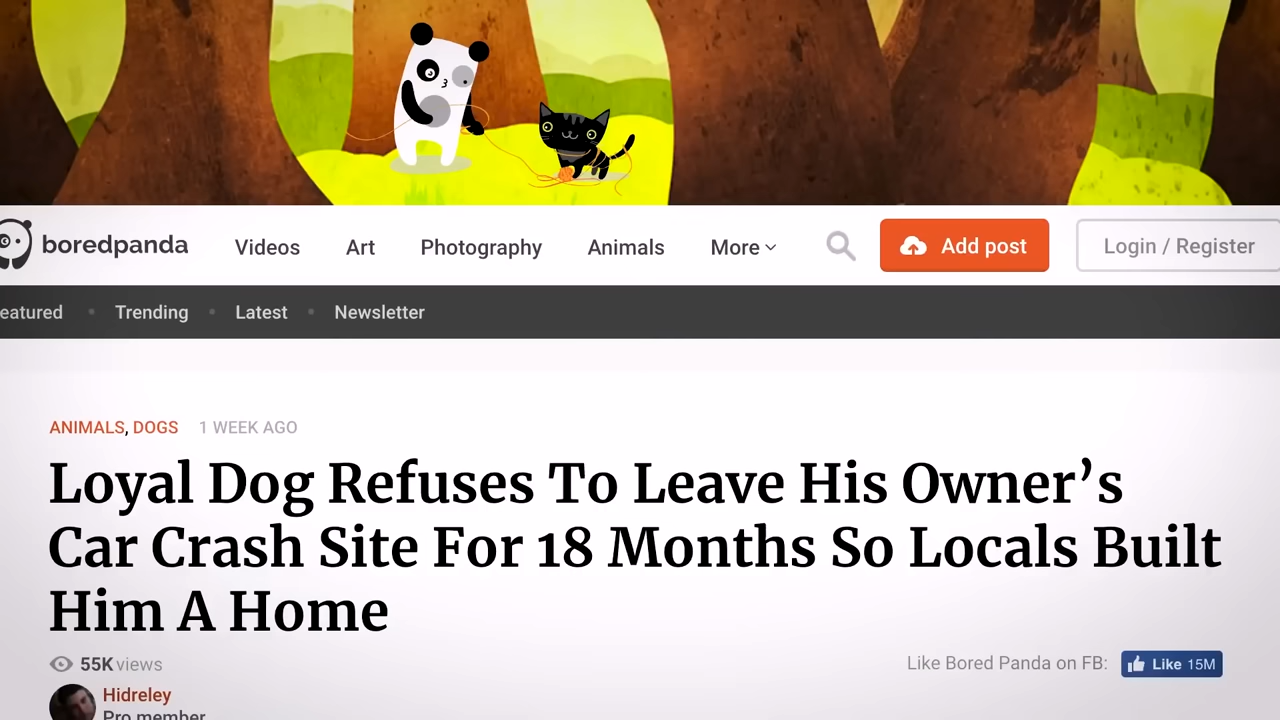 boredpanda Videos Art Photography Animals More Add post Login / Register
eatured • Trending • Latest • Newsletter
ANIMALS, DOGS 1 WEEK AGO
Loyal Dog Refuses To Leave His Owner’s
Car Crash Site For 18 Months So Locals Built
Him A Home
55K views Like Bored Panda on FB: Like 15M
Hidreley
Pro member